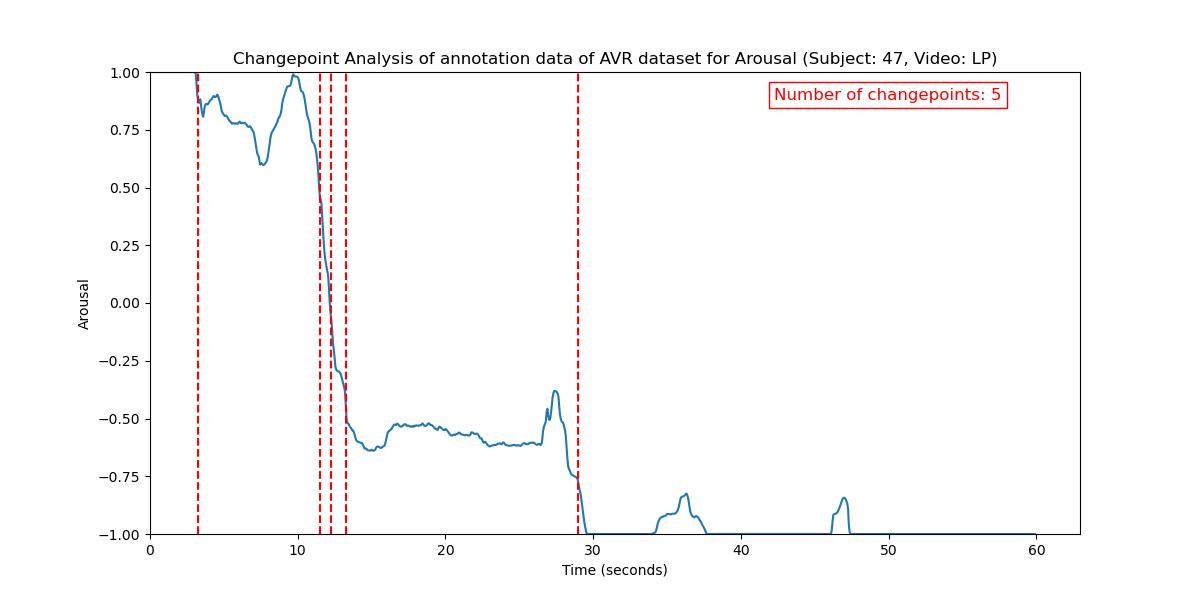 Changepoint Analysis of annotation data of AVR dataset for Arousal (Subject: 47, Video: LP)
Number of changepoints: 5
1.00
0.75
0.50
0.25
0.00
−0.25
−0.50
−0.75
−1.00
Arousal
0 10 20 30 40 50 60
Time (seconds)